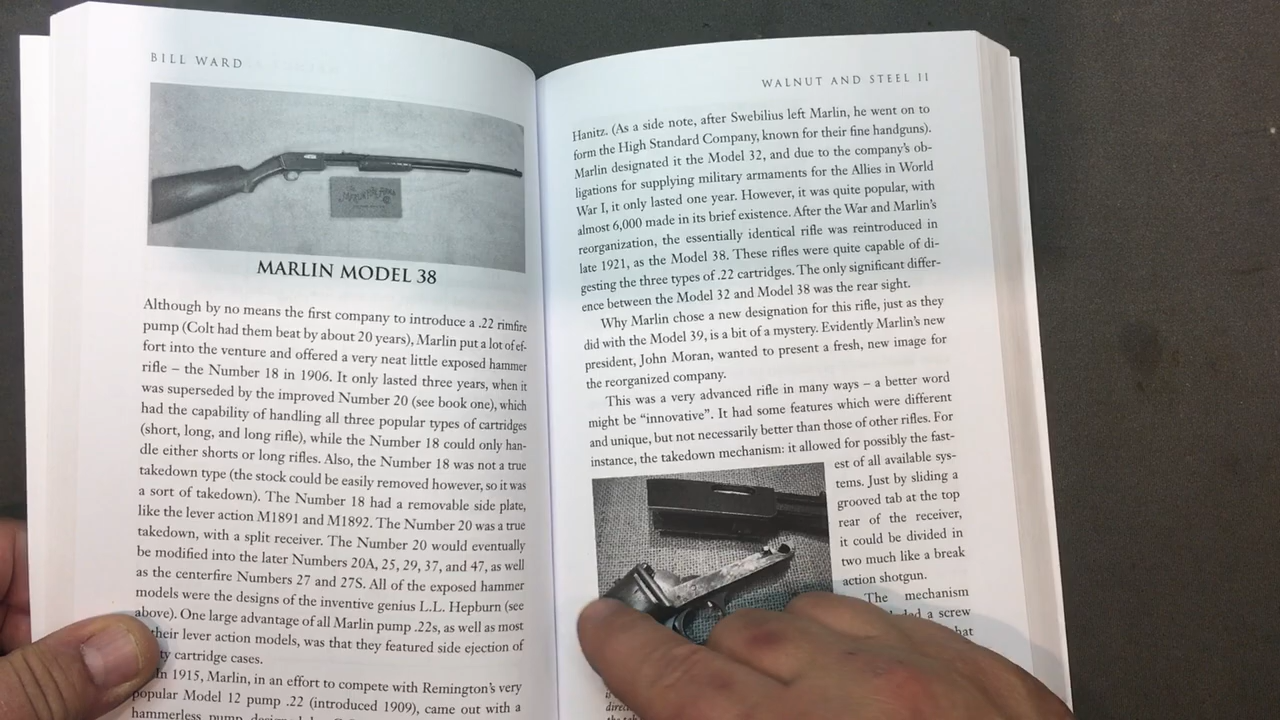 BILL WARD
MARLIN MODEL 38
Although by no means the first company to introduce a .22 rimfire
pump (Colt had them beat by about 20 years), Marlin put a lot of ef-
fort into the venture and offered a very neat little exposed hammer
rifle – the Number 18 in 1906. It only lasted three years, when it
was superseded by the improved Number 20 (see book one), which
had the capability of handling all three popular types of cartridges
(short, long, and long rifle), while the Number 18 could only han-
dle either shorts or long rifles. Also, the Number 18 was not a true
takedown type (the stock could be easily removed however, so it was
a sort of takedown). The Number 18 had a removable side plate,
like the lever action M1891 and M1892. The Number 20 was a true
takedown, with a split receiver. The Number 20 would eventually
be modified into the later Numbers 20A, 25, 29, 37, and 47, as well
as the centerfire Numbers 27 and 27S. All of the exposed hammer
models were the designs of the inventive genius L.L. Hepburn (see
above). One large advantage of all Marlin pump .22s, as well as most
their lever action models, was that they featured side ejection of
ty cartridge cases.
In 1915, Marlin, in an effort to compete with Remington's very
popular Model 12 pump .22 (introduced 1909), came out with a
hammerless pump
WALNUT AND STEEL II
Hanitz. (As a side note, after Swebilius left Marlin, he went on to
form the High Standard Company, known for their fine handguns).
Marlin designated it the Model 32, and due to the company's ob-
ligations for supplying military armaments for the Allies in World
War I, it only lasted one year. However, it was quite popular, with
almost 6,000 made in its brief existence. After the War and Marlin's
reorganization, the essentially identical rifle was reintroduced in
late 1921, as the Model 38. These rifles were quite capable of di-
gesting the three types of .22 cartridges. The only significant differ-
ence between the Model 32 and Model 38 was the rear sight.
Why Marlin chose a new designation for this rifle, just as they
did with the Model 39, is a bit of a mystery. Evidently Marlin's new
president, John Moran, wanted to present a fresh, new image for
the reorganized company.
This was a very advanced rifle in many ways – a better word
might be “innovative”. It had some features which were different
and unique, but not necessarily better than those of other rifles. For
instance, the takedown mechanism: it allowed for possibly the fast-
est of all available sys-
tems. Just by sliding a
grooved tab at the top
rear of the receiver,
it could be divided in
two much like a break
action shotgun.
The mechanism
a screw